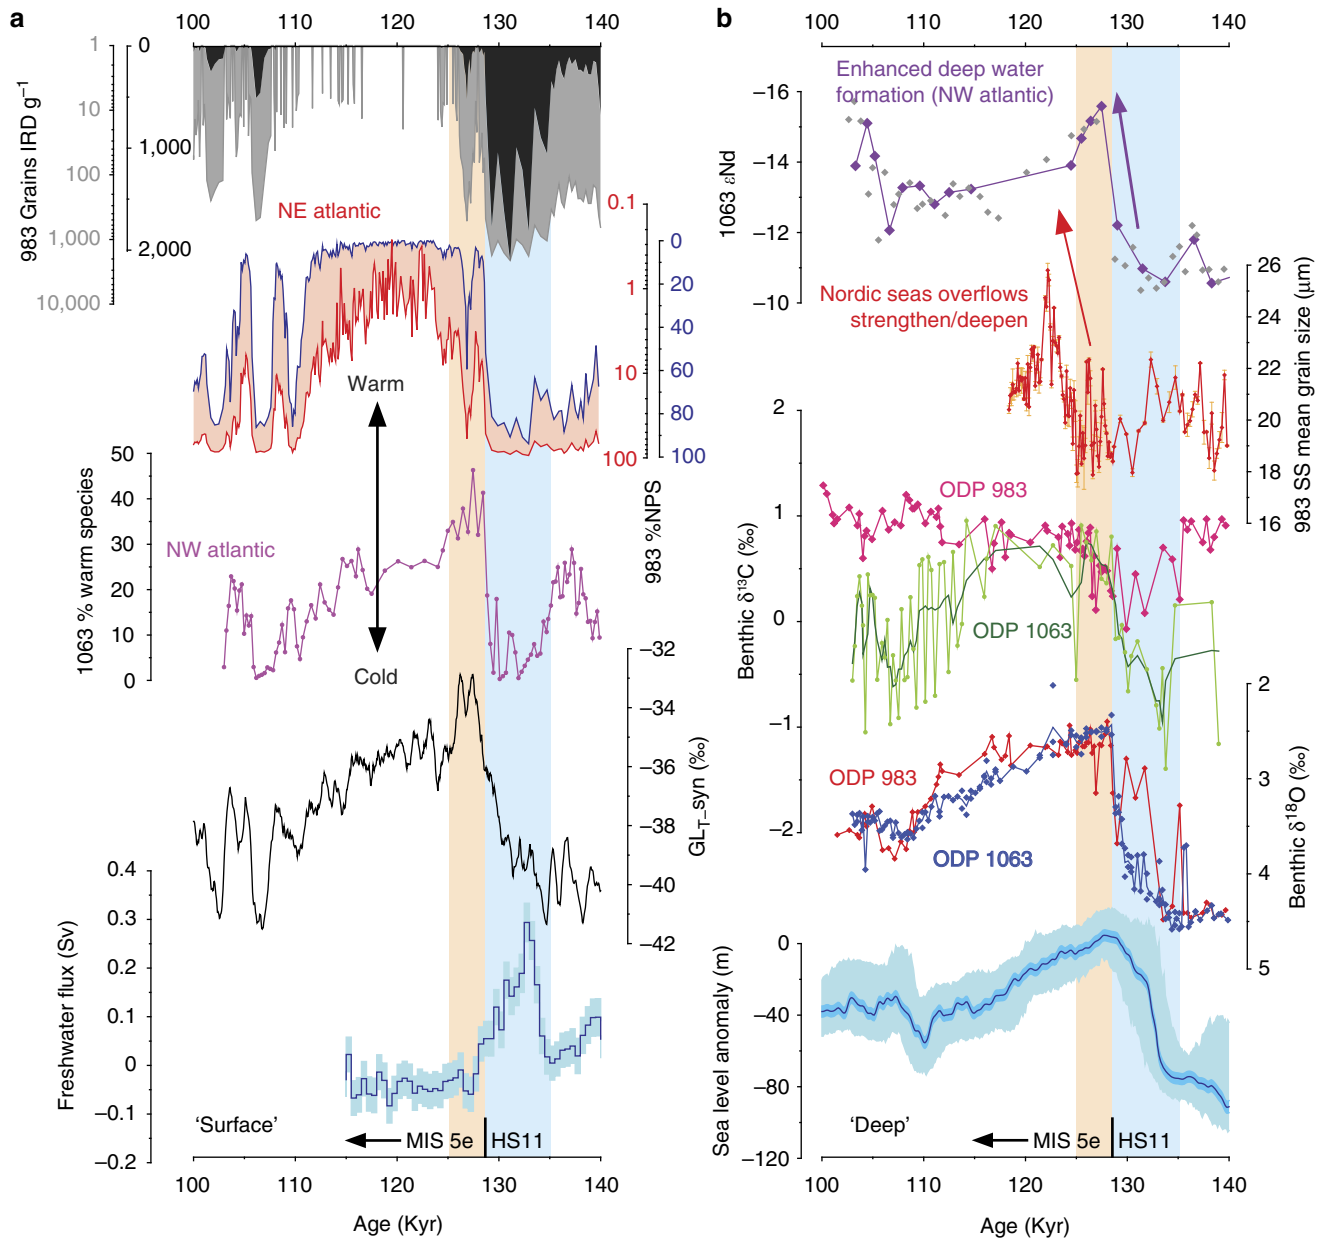 a
100 110 120 130 140
983 Grains IRD g⁻¹
1
10
100
1,000
10,000
0
1,000
2,000
NE atlantic
0.1
1
10
100
0
20
40
60
80
100
983 %NPS
Warm
Cold
1063 % warm species
50
40
30
20
10
0
NW atlantic
−32
−34
−36
−38
−40
−42
GLT_syn (‰)
Freshwater flux (Sv)
0.4
0.3
0.2
0.1
0
−0.1
−0.2
'Surface'
MIS 5e HS11
100 110 120 130 140
Age (Kyr)
b
100 110 120 130 140
Enhanced deep water
formation (NW atlantic)
1063 εNd
−16
−14
−12
−10
Nordic seas overflows
strengthen/deepen
26
24
22
20
18
16
983 SS mean grain size (μm)
ODP 983
ODP 1063
Benthic δ¹³C (‰)
2
1
0
−1
−2
ODP 983
ODP 1063
2
3
4
5
Benthic δ¹⁸O (‰)
Sea level anomaly (m)
0
−40
−80
−120
'Deep'
MIS 5e HS11
100 110 120 130 140
Age (Kyr)